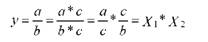 y = a/b = a*c/b*c = a/c * c/b = X₁* X₂